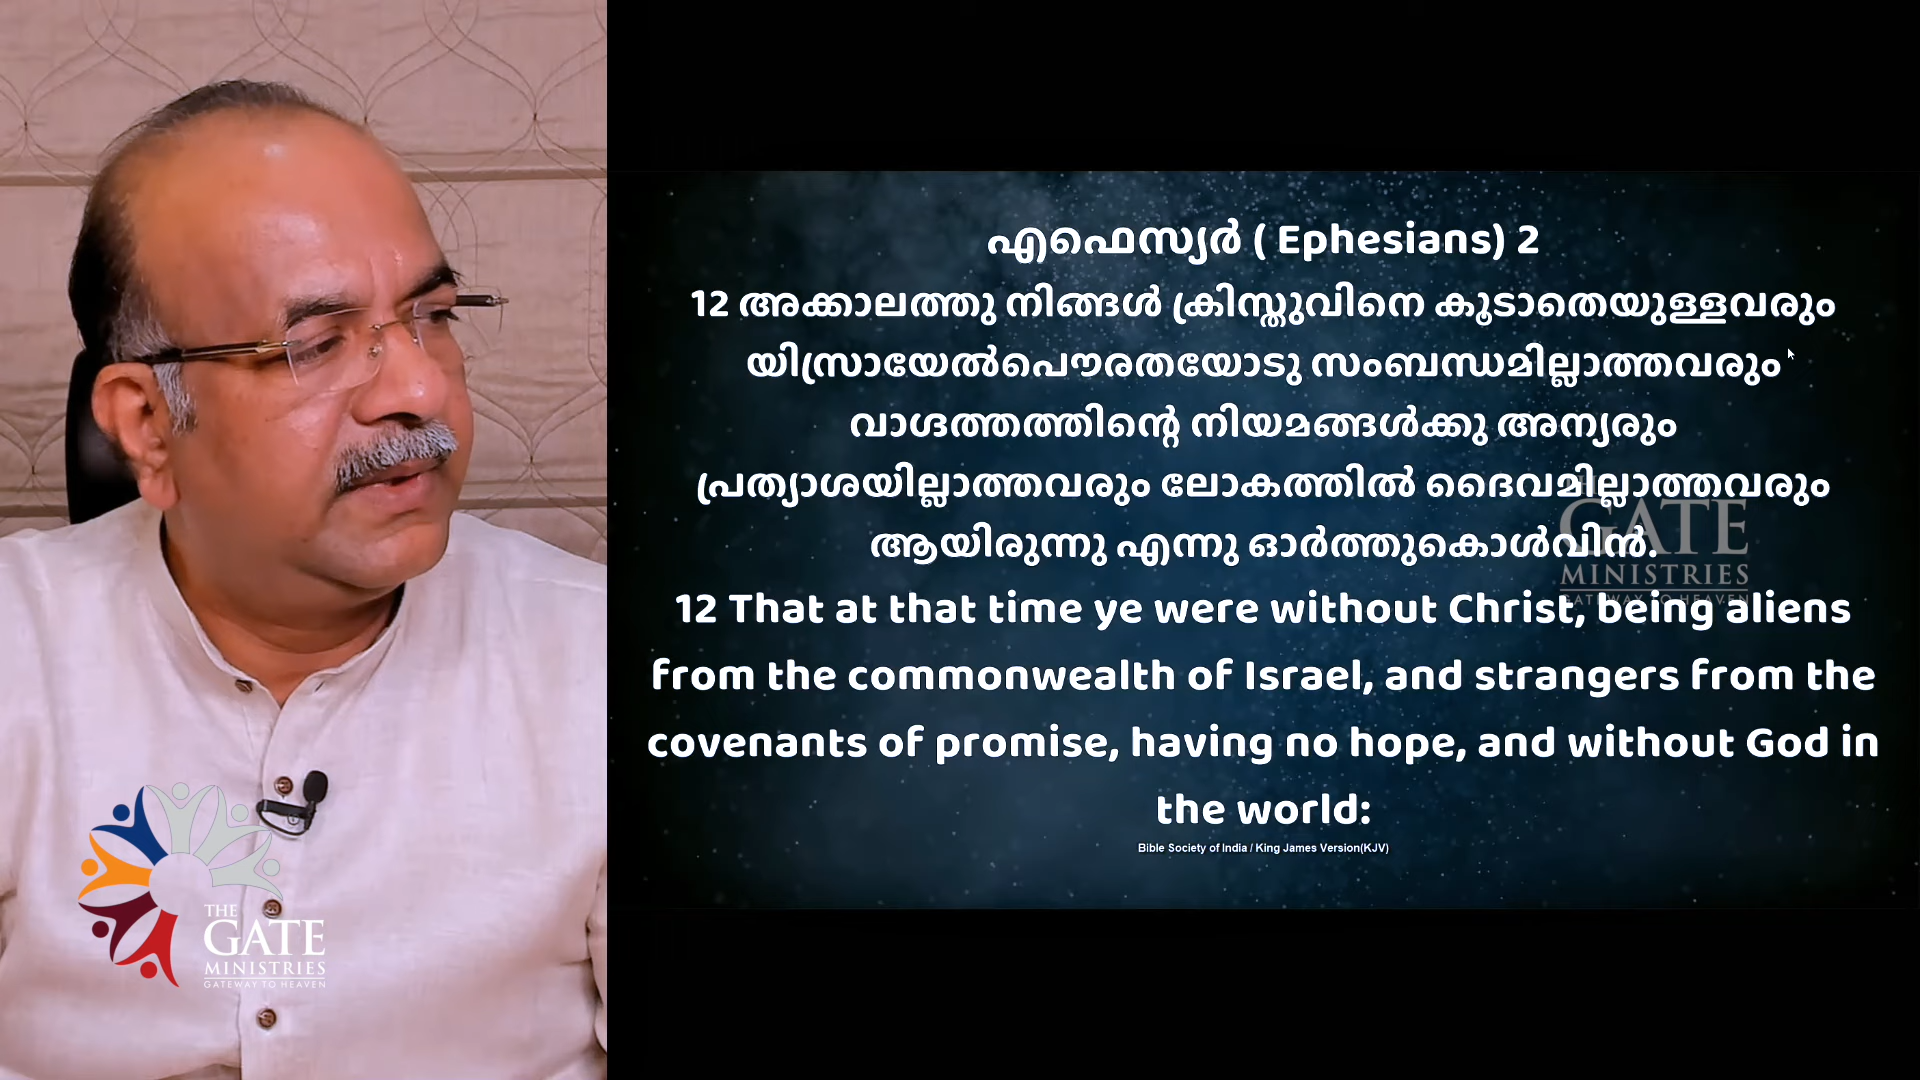 എഫെസ്യർ ( Ephesians) 2
12 അക്കാലത്തു നിങ്ങൾ ക്രിസ്തുവിനെ കൂടാതെയുള്ളവരും
യിസ്രായേൽപൌരതയോടു സംബന്ധമില്ലാത്തവരും
വാഗ്ദത്തത്തിന്റെ നിയമങ്ങൾക്കു അന്യരും
പ്രത്യാശയില്ലാത്തവരും ലോകത്തിൽ ദൈവമില്ലാത്തവരും
ആയിരുന്നു എന്നു ഓർത്തുകൊൾവിൻ.
12 That at that time ye were without Christ, being aliens
from the commonwealth of Israel, and strangers from the
covenants of promise, having no hope, and without God in
the world:
Bible Society of India / King James Version(KJV)
GATE
MINISTRIES
GATEWAY TO HEAVEN
THE
GATE
MINISTRIES
GATEWAY TO HEAVEN